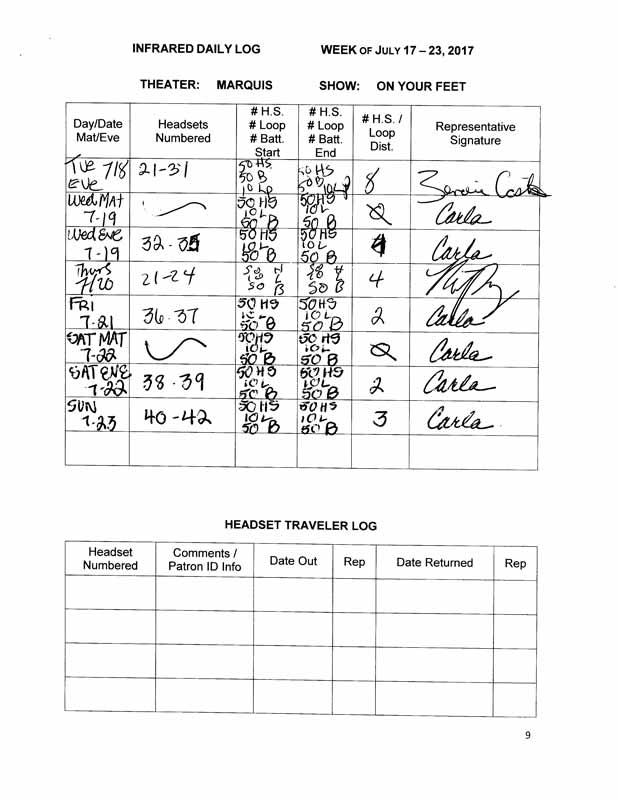 INFRARED DAILY LOG WEEK OF JULY 17 – 23, 2017
THEATER: MARQUIS SHOW: ON YOUR FEET
Day/Date
Mat/Eve
Headsets
Numbered
# H.S.
# Loop
# Batt.
Start
# H.S.
# Loop
# Batt.
End
# H.S. /
Loop
Dist.
Representative
Signature
Tue 7/8
Eve
21-31
50 HS
50 B
10 Lp
50 HS
50 B 10 Lp
8
Wed MAT
7-19
50 HS
10 L
50 B
50 HS
10 L
50 B
0
Carla
Wed Eve
7-19
32-35
50 HS
10 L
50 B
50 HS
10 L
50 B
4
Carla
Thurs
7/20
21-24
50 B
50 B
4
FRI
7-21
36-37
50 HS
10 L
50 B
50 HS
10 L
50 B
2
Carla
SAT MAT
7-22
50 HS
10 L
50 B
50 HS
10 L
50 B
0
Carla
SAT EVE
7-22
38-39
50 HS
10 L
50 B
50 HS
10 L
50 B
2
Carla
SUN
7-23
40-42
50 HS
10 L
50 B
50 HS
10 L
50 B
3
Carla
HEADSET TRAVELER LOG
Headset
Numbered
Comments /
Patron ID Info
Date Out
Rep
Date Returned
Rep
9